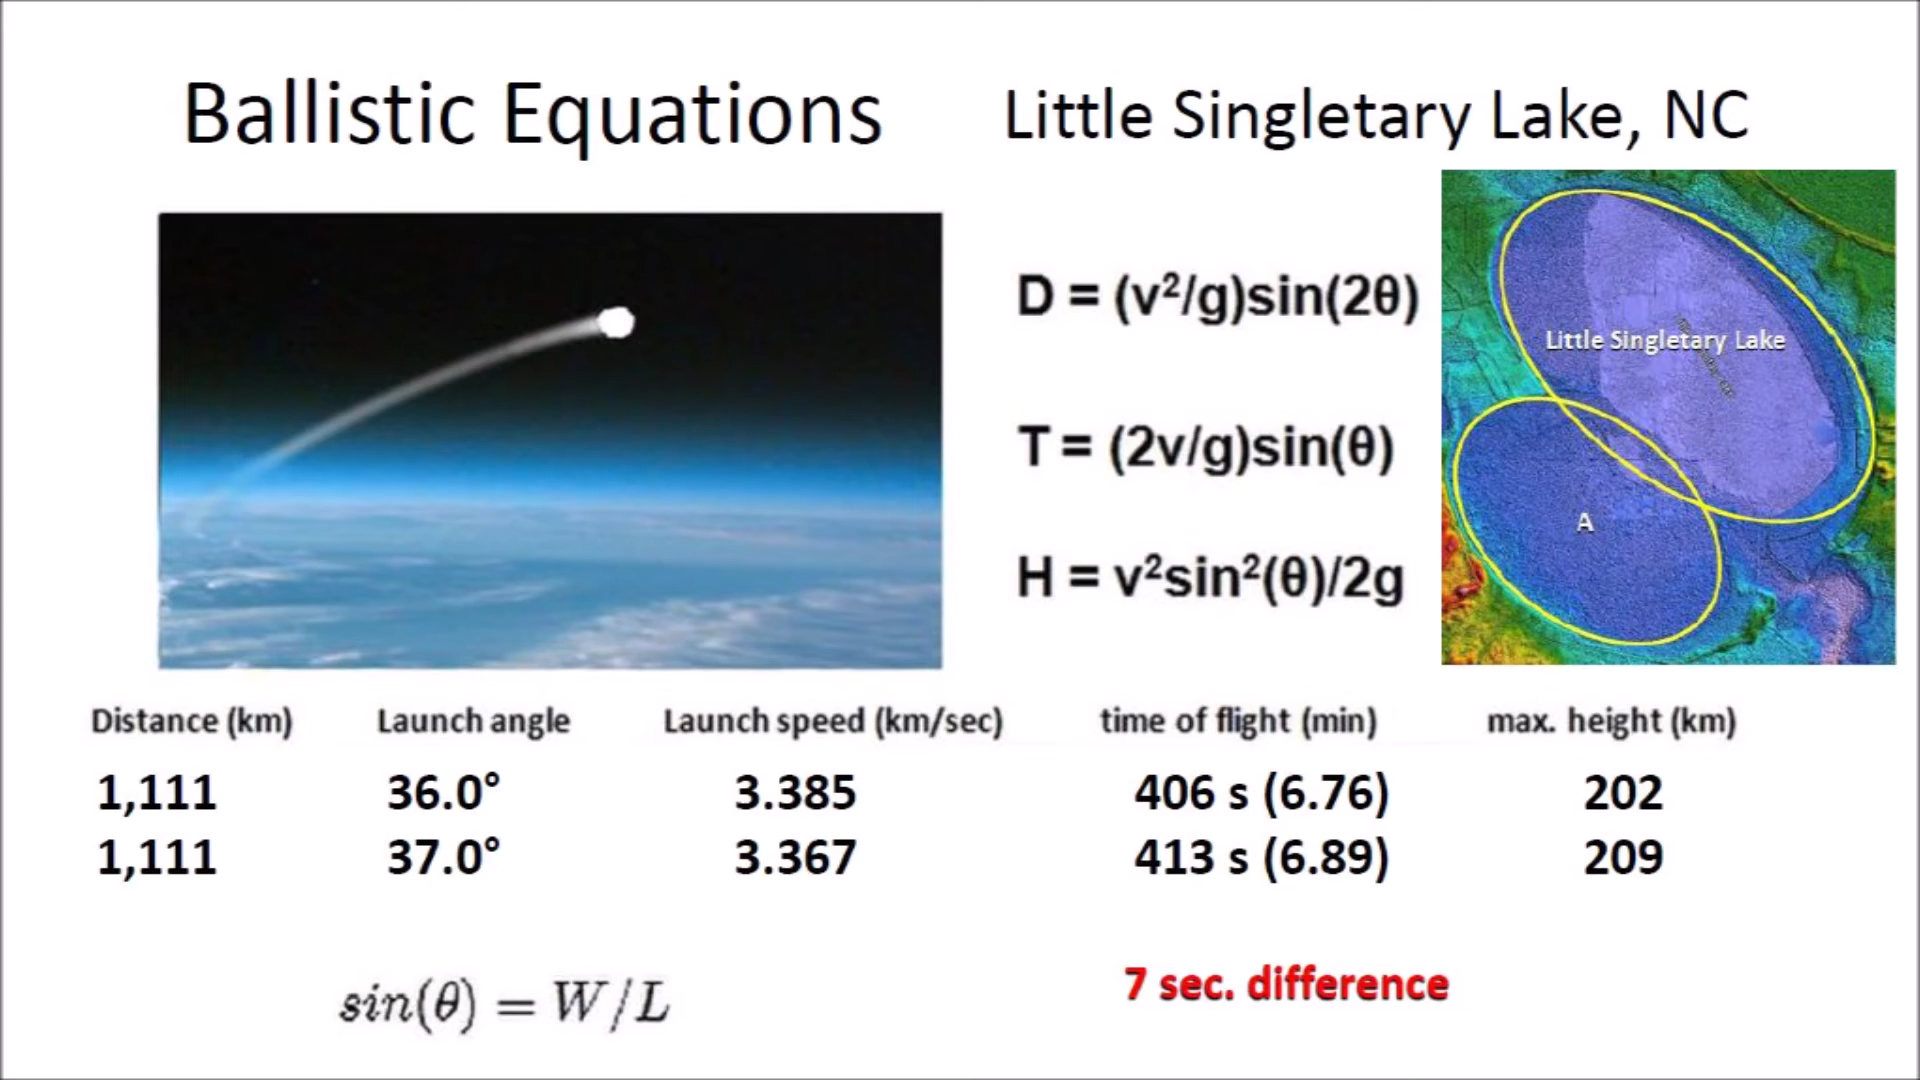 Ballistic Equations
Little Singletary Lake, NC
D = (v²/g)sin(2θ)
T = (2v/g)sin(θ)
H = v²sin²(θ)/2g
Little Singletary Lake
A
Distance (km) Launch angle Launch speed (km/sec) time of flight (min) max. height (km)
1,111 36.0° 3.385 406 s (6.76) 202
1,111 37.0° 3.367 413 s (6.89) 209
sin(θ) = W/L
7 sec. difference